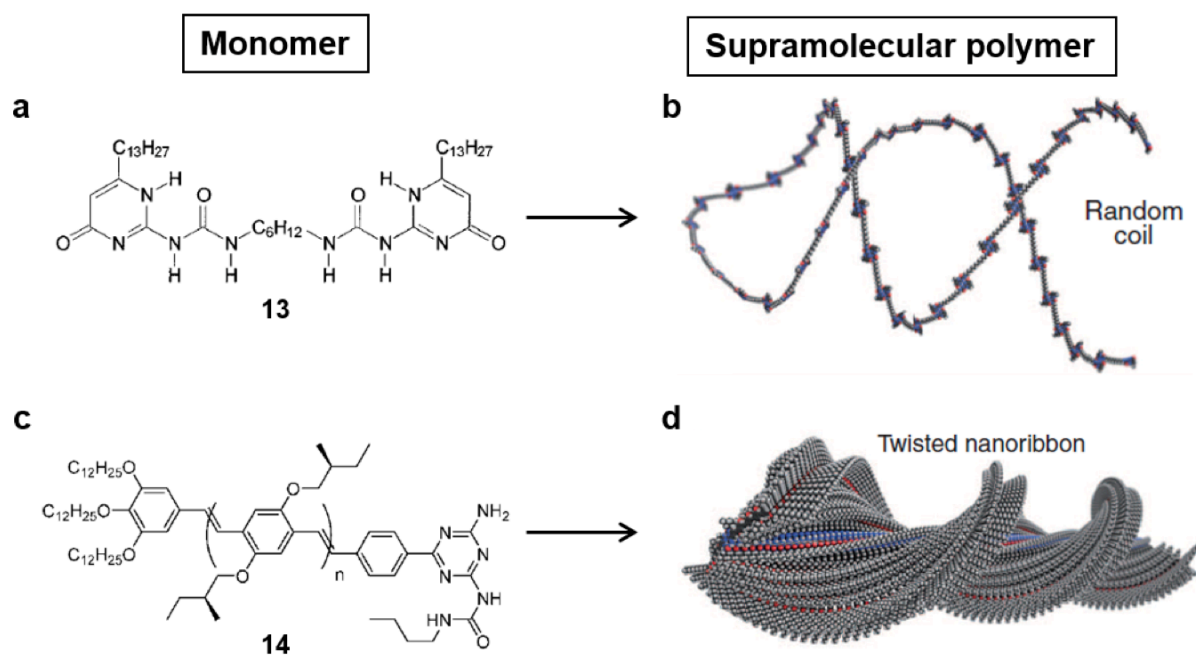 Monomer
Supramolecular polymer
a
b
C13H27
C13H27
H
H
O
O
N
N
O
N
N
N
C6H12
N
N
N
O
H
H
H
H
13
Random
coil
c
d
C12H25O
C12H25O
C12H25O
O
O
n
NH2
N
N
N
NH
HN
O
14
Twisted nanoribbon